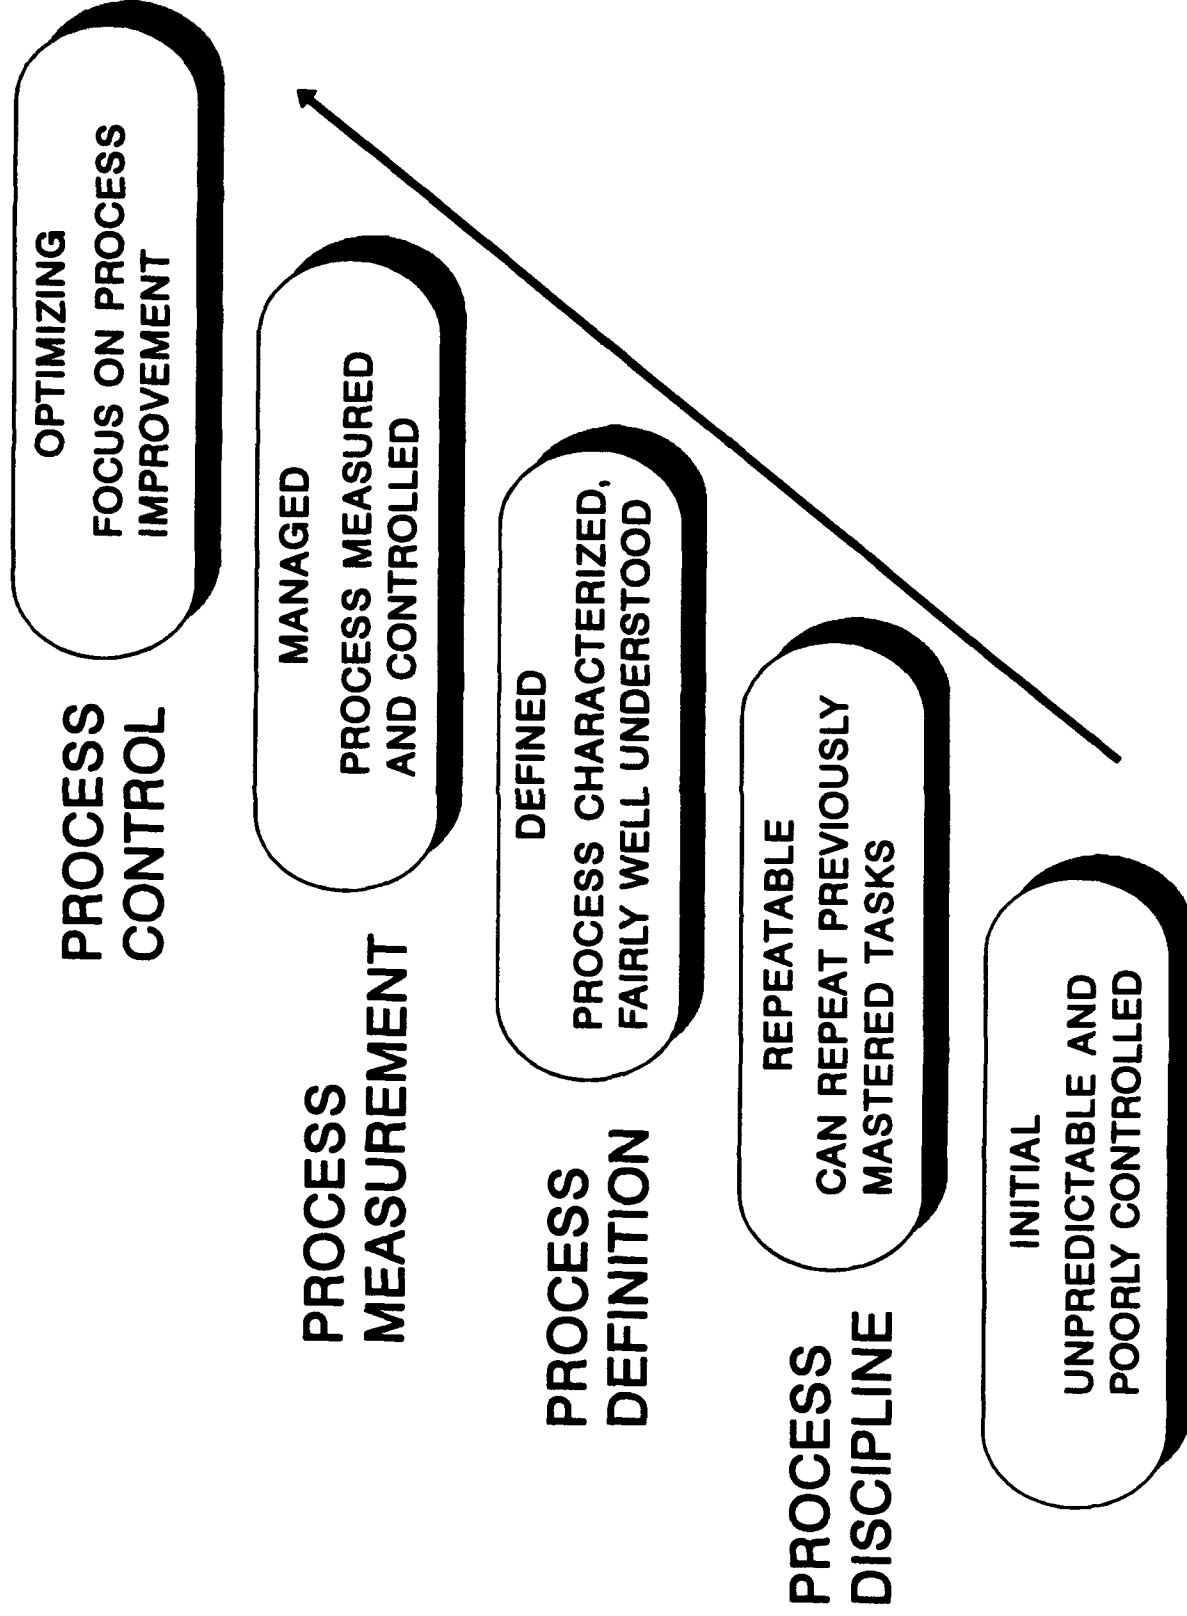 OPTIMIZING
FOCUS ON PROCESS
IMPROVEMENT
PROCESS
CONTROL
MANAGED
PROCESS MEASURED
AND CONTROLLED
PROCESS
MEASUREMENT
DEFINED
PROCESS CHARACTERIZED,
FAIRLY WELL UNDERSTOOD
PROCESS
DEFINITION
REPEATABLE
CAN REPEAT PREVIOUSLY
MASTERED TASKS
PROCESS
DISCIPLINE
INITIAL
UNPREDICTABLE AND
POORLY CONTROLLED